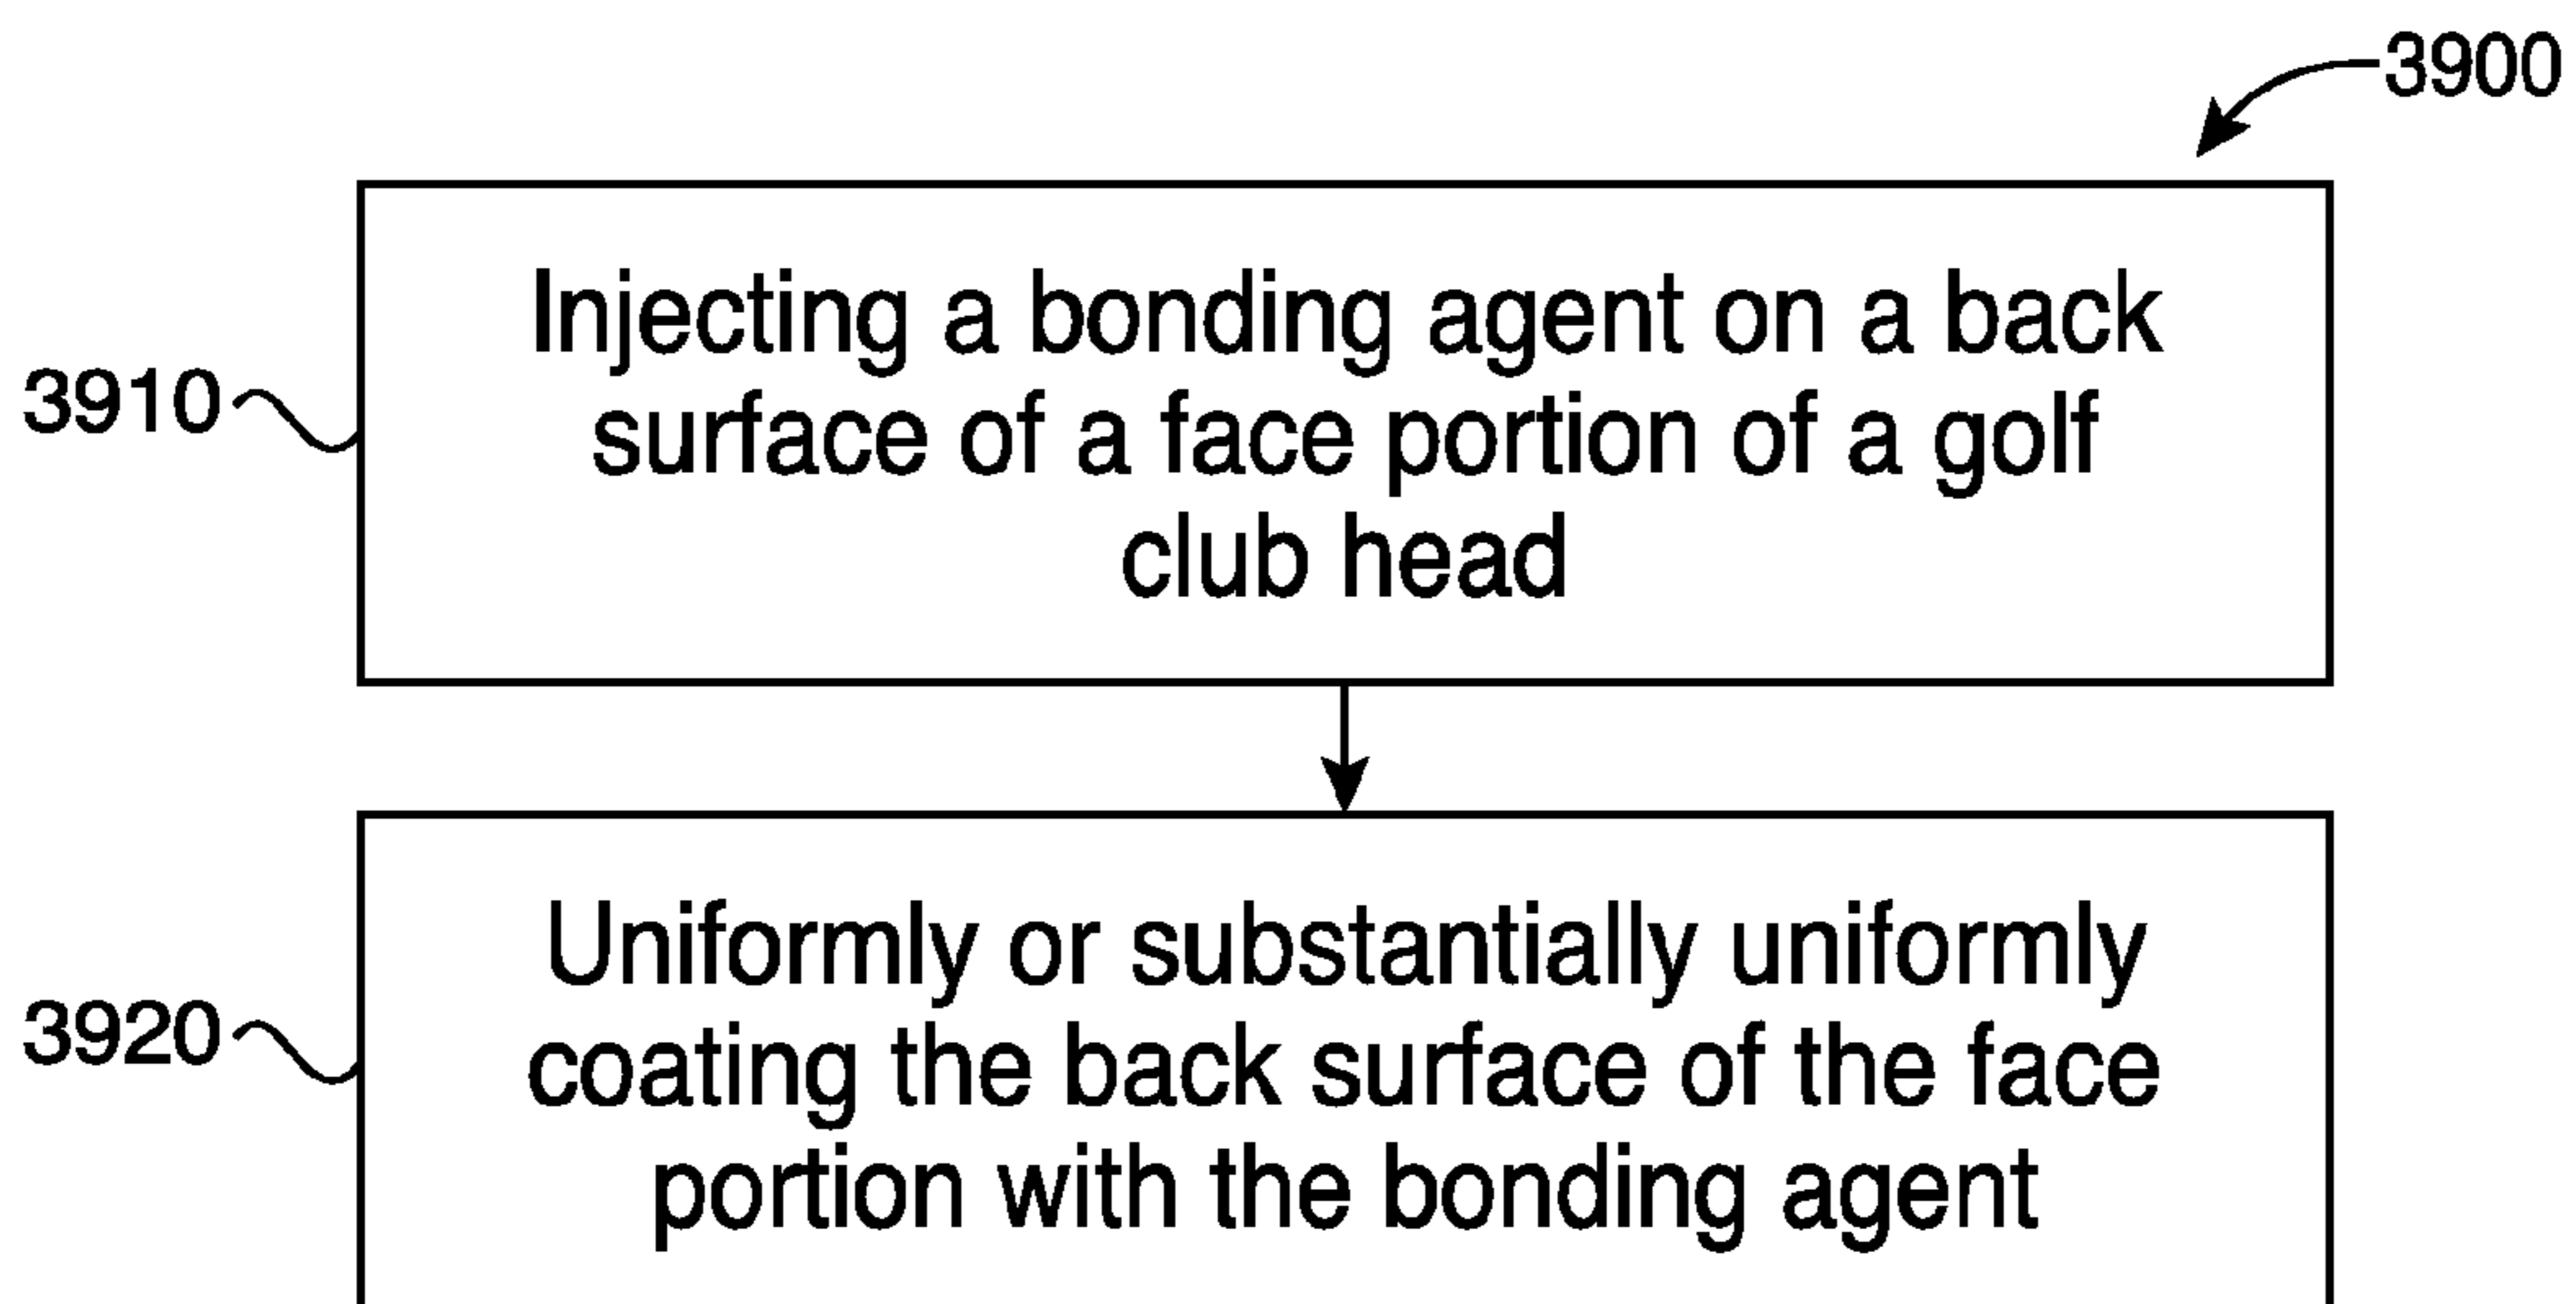 3900
3910
Injecting a bonding agent on a back
surface of a face portion of a golf
club head
3920
Uniformly or substantially uniformly
coating the back surface of the face
portion with the bonding agent